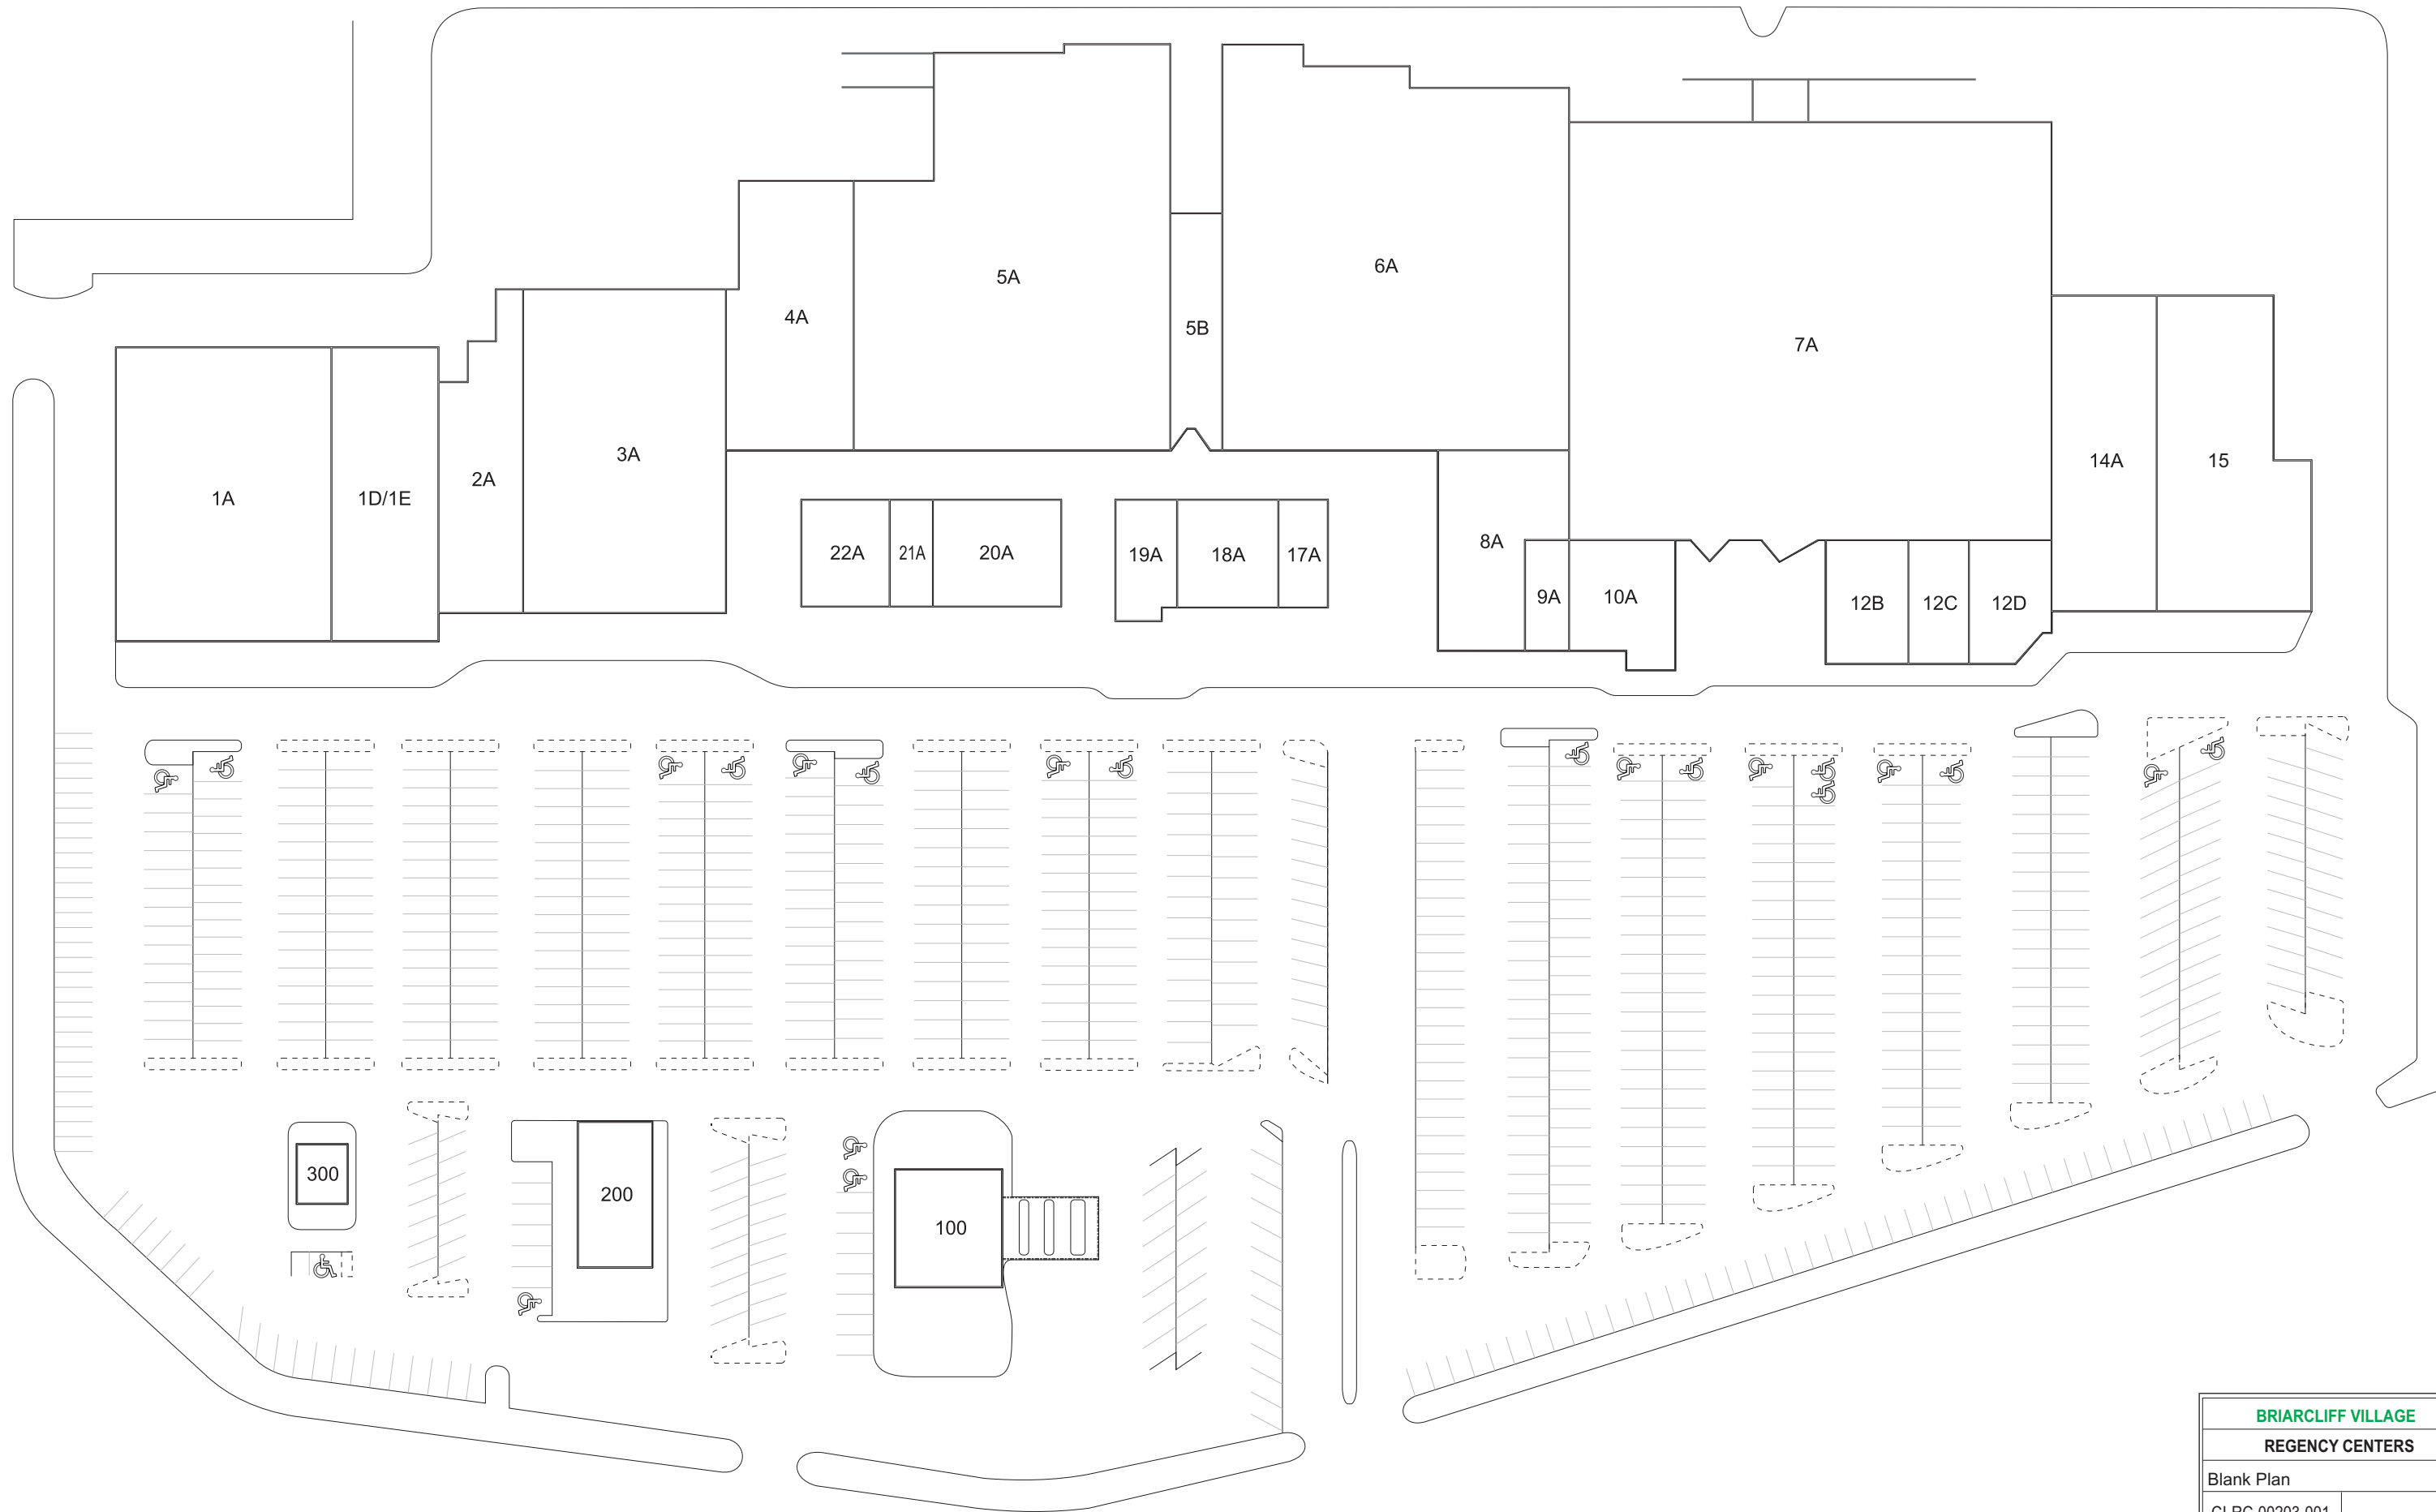 5A
6A
4A
5B
7A
3A
14A
15
2A
1A
1D/1E
8A
22A
21A
20A
19A
18A
17A
9A
10A
12B
12C
12D
300
200
100
BRIARCLIFF VILLAGE
REGENCY CENTERS
Blank Plan